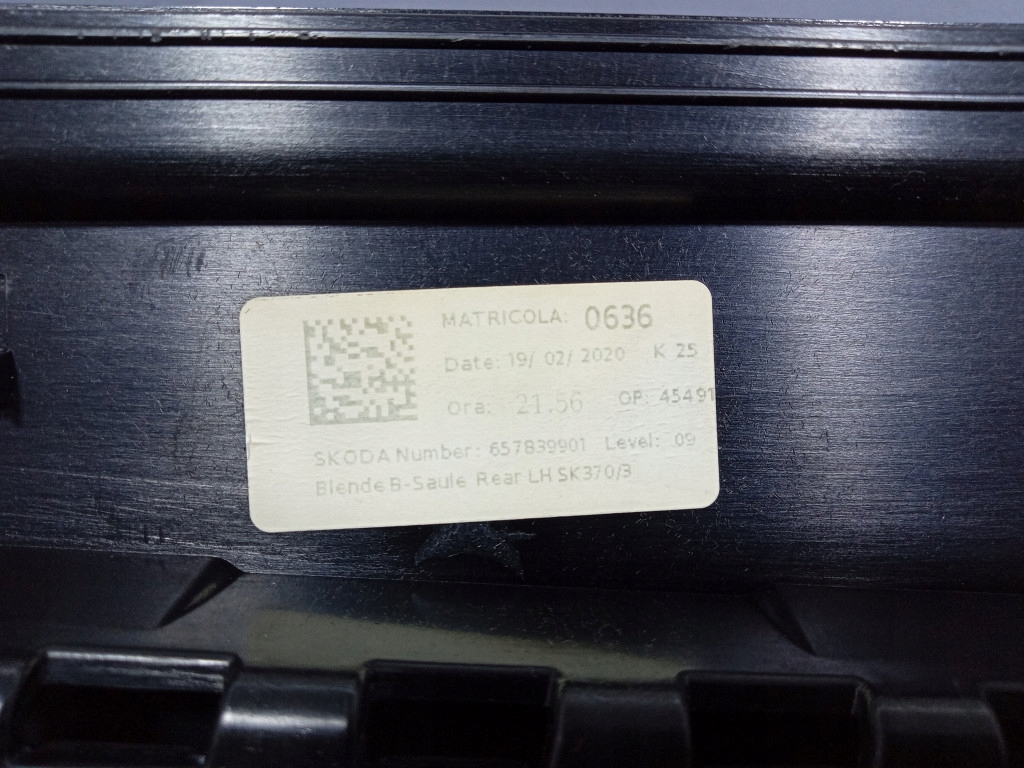 MATRICOLA: 0636
Date: 19/ 02/ 2020 K 25
Ora: 21.56 OP: 45491
SKODA Number: 657839901 Level: 09
Blende B-Saule Rear LH SK370/3